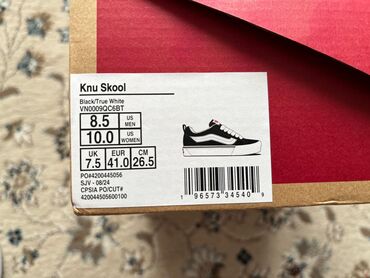 Knu Skool
Black/True White
VN0009QC6BT
8.5 US MEN
10.0 US WOMEN
UK EUR CM
7.5 41.0 26.5
PO#4200445056
SJV - 08/24
CPSIA PO/CUT#
420044505600100
1 96573 34540 9